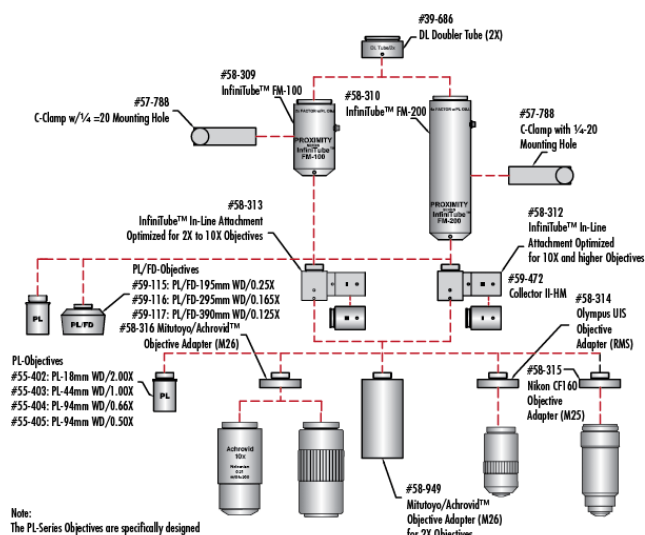 #39-686
DL Doubler Tube (2X)
DL Tube/2x
#58-309
InfiniTube™ FM-100
#58-310
InfiniTube™ FM-200
#57-788
C-Clamp w/¼ =20 Mounting Hole
PROXIMITY
InfiniTube
FM-100
#57-788
C-Clamp with ¼-20
Mounting Hole
PROXIMITY
InfiniTube
FM-200
#58-313
InfiniTube™ In-Line Attachment
Optimized for 2X to 10X Objectives
#58-312
InfiniTube™ In-Line
Attachment Optimized
for 10X and higher Objectives
#59-472
Collector II-HM
PL
PL/FD
PL/FD-Objectives
#59-115: PL/FD-195mm WD/0.25X
#59-116: PL/FD-295mm WD/0.165X
#59-117: PL/FD-390mm WD/0.125X
#58-316 Mitutoyo/Achrovid™
Objective Adapter (M26)
#58-314
Olympus UIS
Objective
Adapter (RMS)
#58-315
Nikon CF160
Objective
Adapter (M25)
PL-Objectives
#55-402: PL-18mm WD/2.00X
#55-403: PL-44mm WD/1.00X
#55-404: PL-94mm WD/0.66X
#55-405: PL-94mm WD/0.50X
PL
Achrovid
10x
#58-949
Mitutoyo/Achrovid™
Objective Adapter (M26)
for 2X Objectives
Note:
The PL-Series Objectives are specifically designed